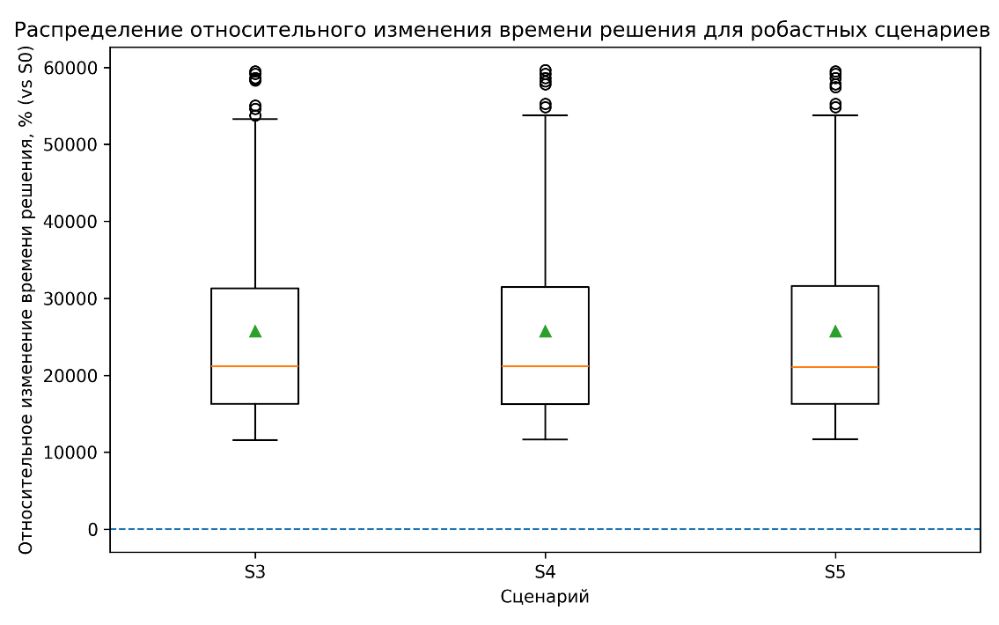 Распределение относительного изменения времени решения для робастных сценариев
Относительное изменение времени решения, % (vs S0)
60000
50000
40000
30000
20000
10000
0
S3
S4
S5
Сценарий